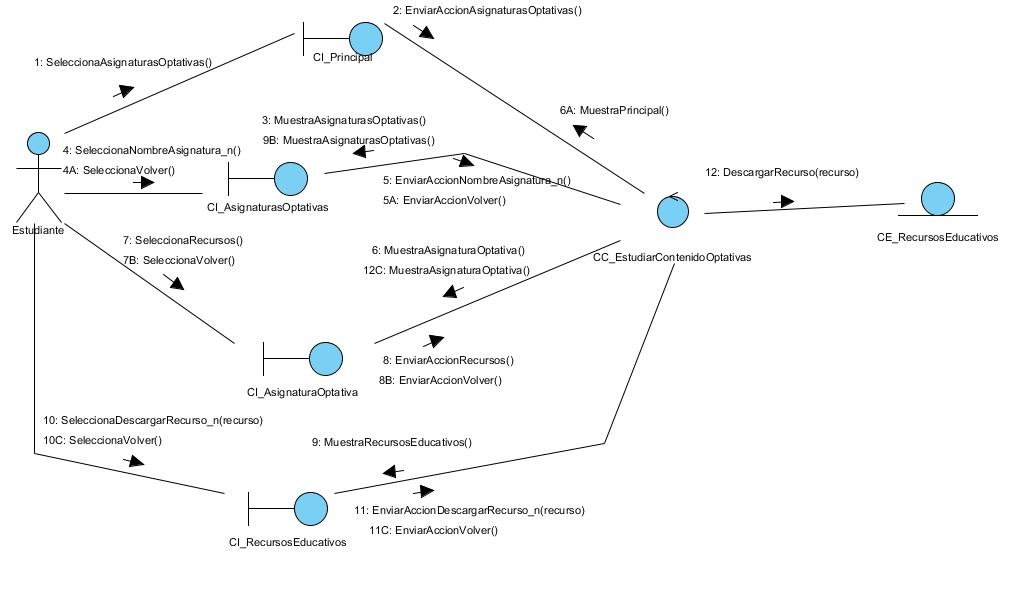 2: EnviarAccionAsignaturasOptativas()
CI_Principal
1: SeleccionaAsignaturasOptativas()
6A: MuestraPrincipal()
3: MuestraAsignaturasOptativas()
9B: MuestraAsignaturasOptativas()
4: SeleccionaNombreAsignatura_n()
4A: SeleccionaVolver()
5: EnviarAccionNombreAsignatura_n()
5A: EnviarAccionVolver()
12: DescargarRecurso(recurso)
CI_AsignaturasOptativas
Estudiante
CE_RecursosEducativos
7: SeleccionaRecursos()
7B: SeleccionaVolver()
6: MuestraAsignaturaOptativa()
12C: MuestraAsignaturaOptativa()
CC_EstudiarContenidoOptativas
8: EnviarAccionRecursos()
8B: EnviarAccionVolver()
CI_AsignaturaOptativa
10: SeleccionaDescargarRecurso_n(recurso)
10C: SeleccionaVolver()
9: MuestraRecursosEducativos()
11: EnviarAccionDescargarRecurso_n(recurso)
11C: EnviarAccionVolver()
CI_RecursosEducativos